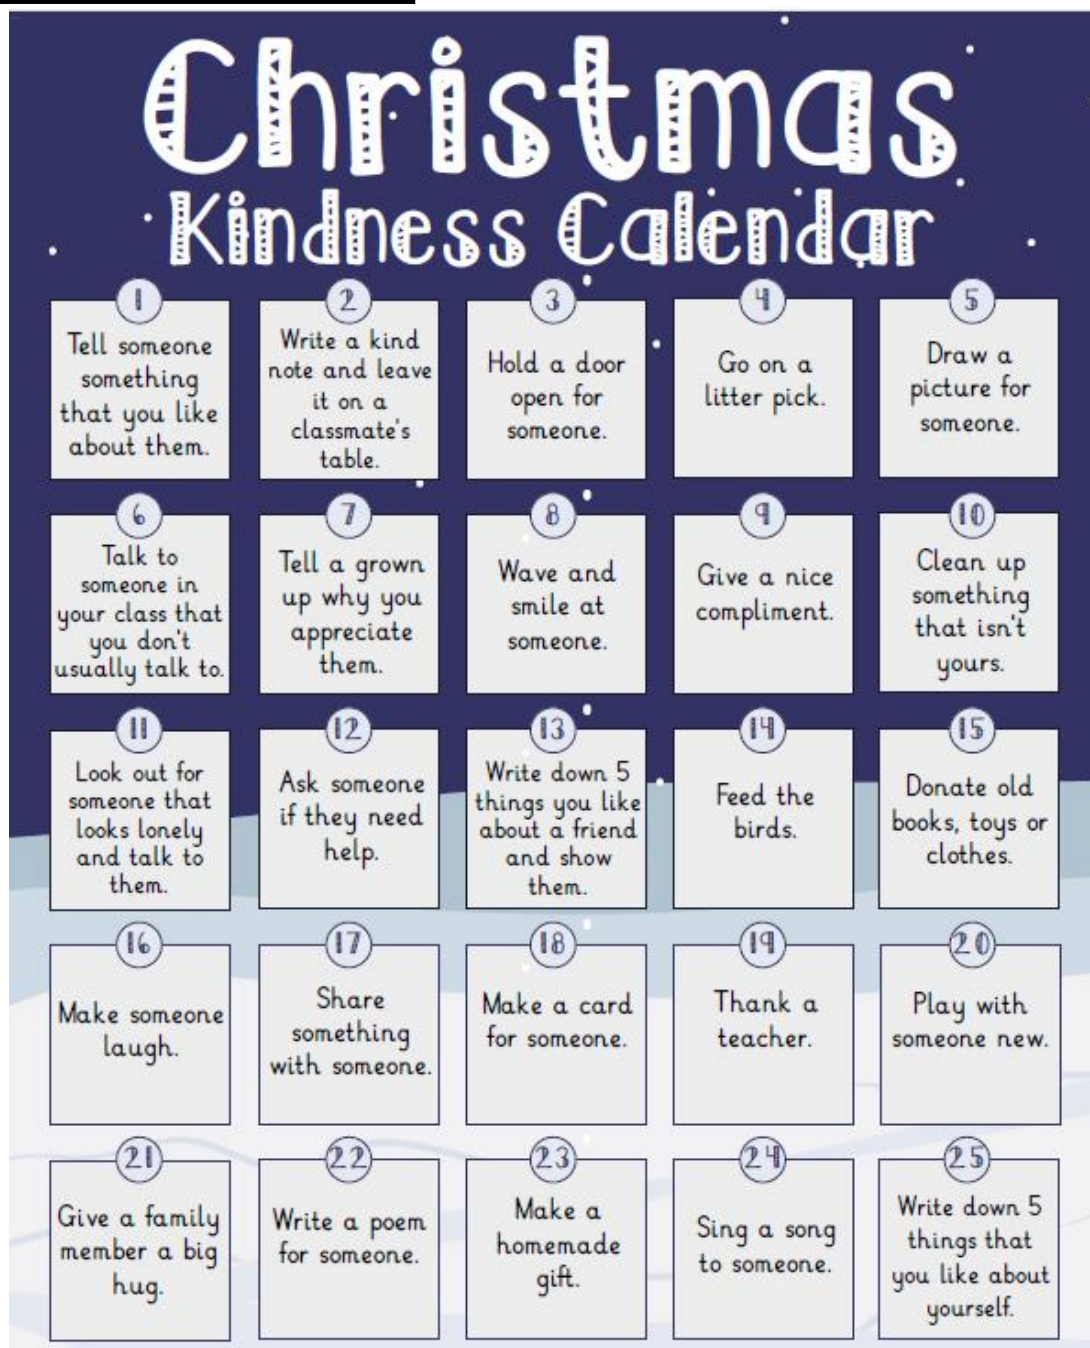 Christmas
Kindness Calendar
1
Tell someone
something
that you like
about them.
2
Write a kind
note and leave
it on a
classmate's
table.
3
Hold a door
open for
someone.
4
Go on a
litter pick.
5
Draw a
picture for
someone.
6
Talk to
someone in
your class that
you don't
usually talk to.
7
Tell a grown
up why you
appreciate
them.
8
Wave and
smile at
someone.
9
Give a nice
compliment.
10
Clean up
something
that isn't
yours.
11
Look out for
someone that
looks lonely
and talk to
them.
12
Ask someone
if they need
help.
13
Write down 5
things you like
about a friend
and show
them.
14
Feed the
birds.
15
Donate old
books, toys or
clothes.
16
Make someone
laugh.
17
Share
something
with someone.
18
Make a card
for someone.
19
Thank a
teacher.
20
Play with
someone new.
21
Give a family
member a big
hug.
22
Write a poem
for someone.
23
Make a
homemade
gift.
24
Sing a song
to someone.
25
Write down 5
things that
you like about
yourself.